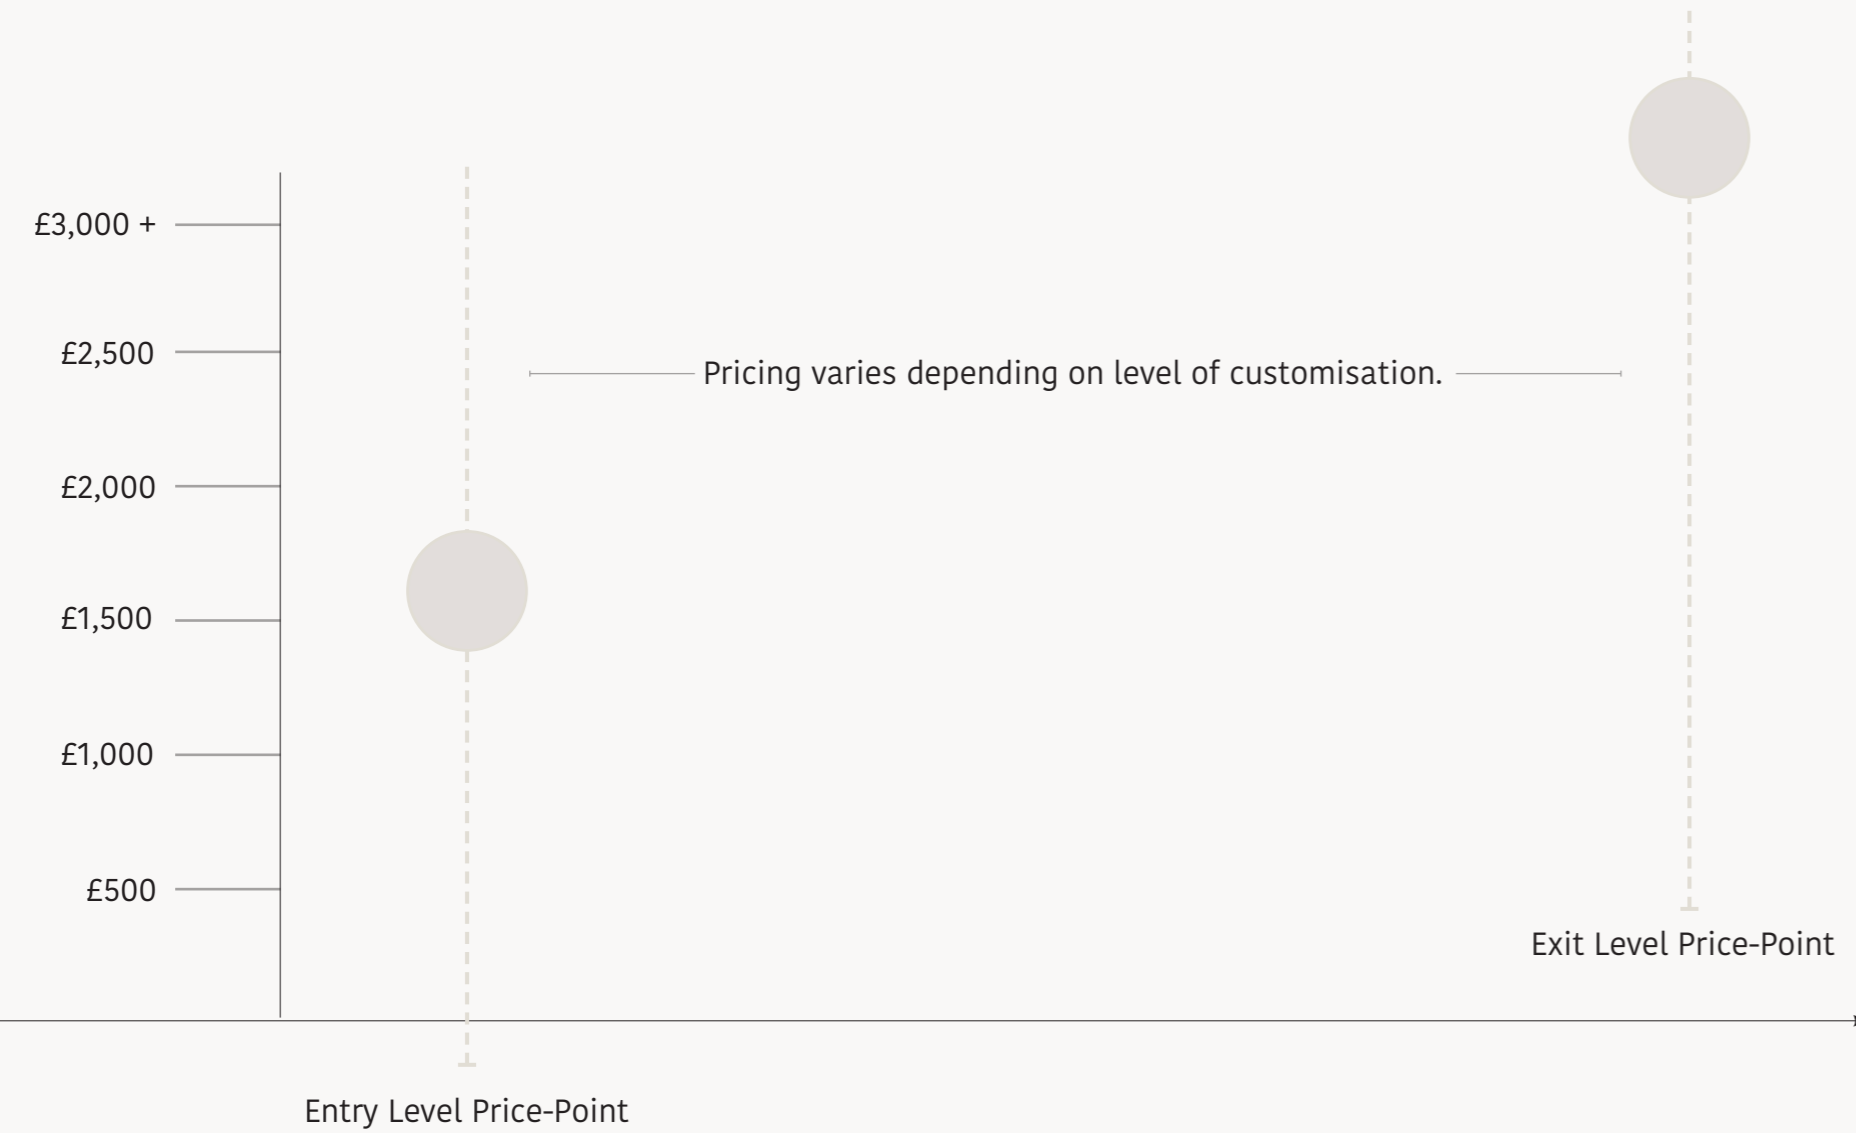 £3,000 +
£2,500
Pricing varies depending on level of customisation.
£2,000
£1,500
£1,000
£500
Exit Level Price-Point
Entry Level Price-Point